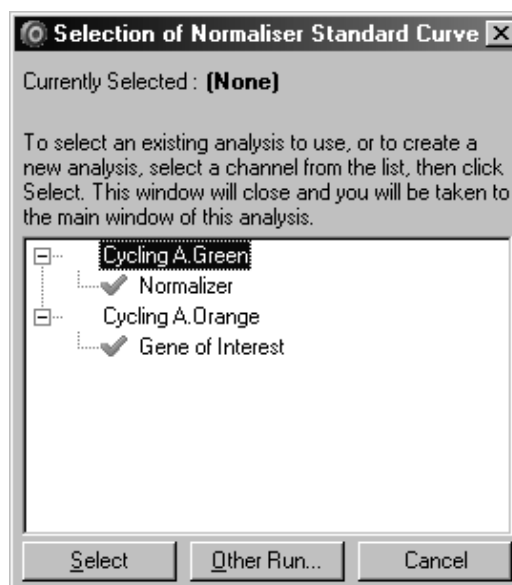 Selection of Normaliser Standard Curve
Currently Selected : (None)
To select an existing analysis to use, or to create a
new analysis, select a channel from the list, then click
Select. This window will close and you will be taken to
the main window of this analysis.
Cycling A.Green
Normalizer
Cycling A.Orange
Gene of Interest
Select Other Run... Cancel